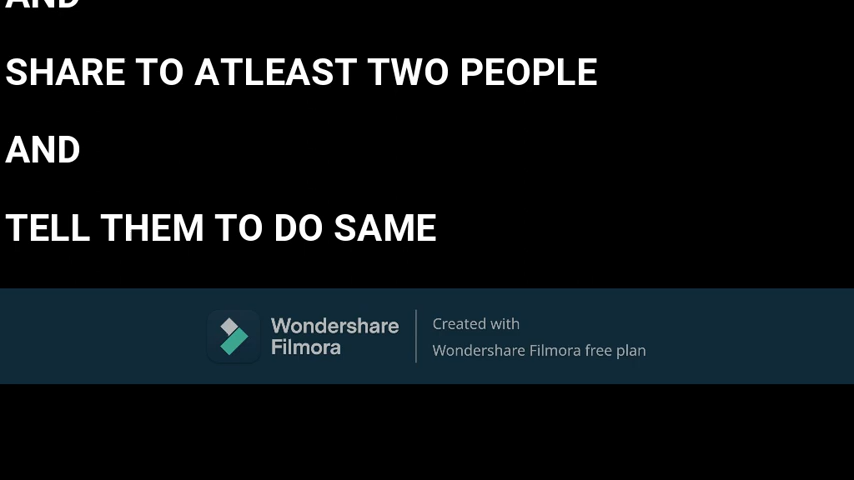 AND
SHARE TO ATLEAST TWO PEOPLE
AND
TELL THEM TO DO SAME
Wondershare
Filmora
Created with
Wondershare Filmora free plan